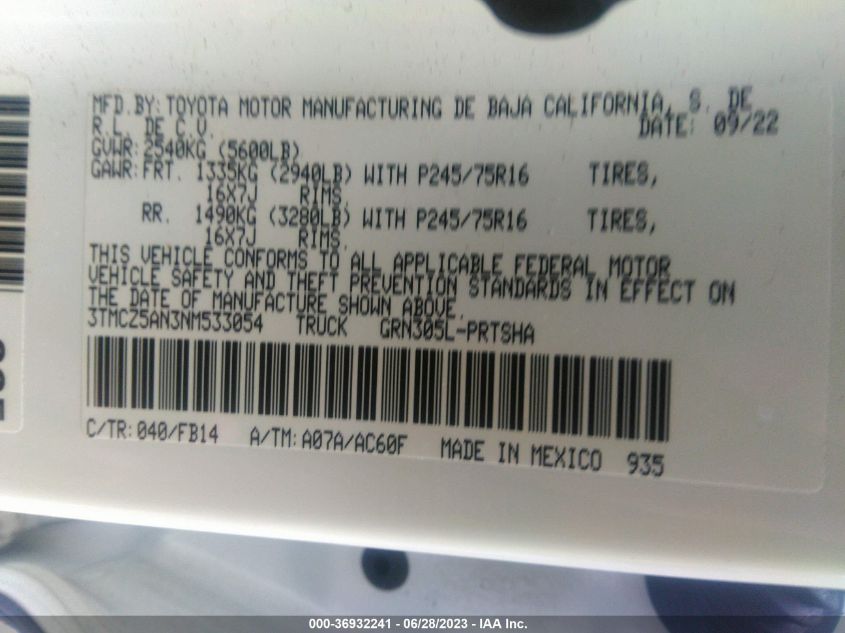 MFD. BY: TOYOTA MOTOR MANUFACTURING DE BAJA CALIFORNIA, S. DE
R.L. DE C.V. DATE: 09/22
GVWR: 2540KG (5600LB)
GAWR: FRT. 1335KG (2940LB) WITH P245/75R16 TIRES,
16X7J RIMS,
RR. 1490KG (3280LB) WITH P245/75R16 TIRES,
16X7J RIMS,
THIS VEHICLE CONFORMS TO ALL APPLICABLE FEDERAL MOTOR
VEHICLE SAFETY AND THEFT PREVENTION STANDARDS IN EFFECT ON
THE DATE OF MANUFACTURE SHOWN ABOVE.
3TMCZ5AN3NM533054 TRUCK GRN305L-PRTSHA
C/TR: 040/FB14 A/TM: A07A/AC60F MADE IN MEXICO 935
000-36932241 - 06/28/2023 - IAA Inc.